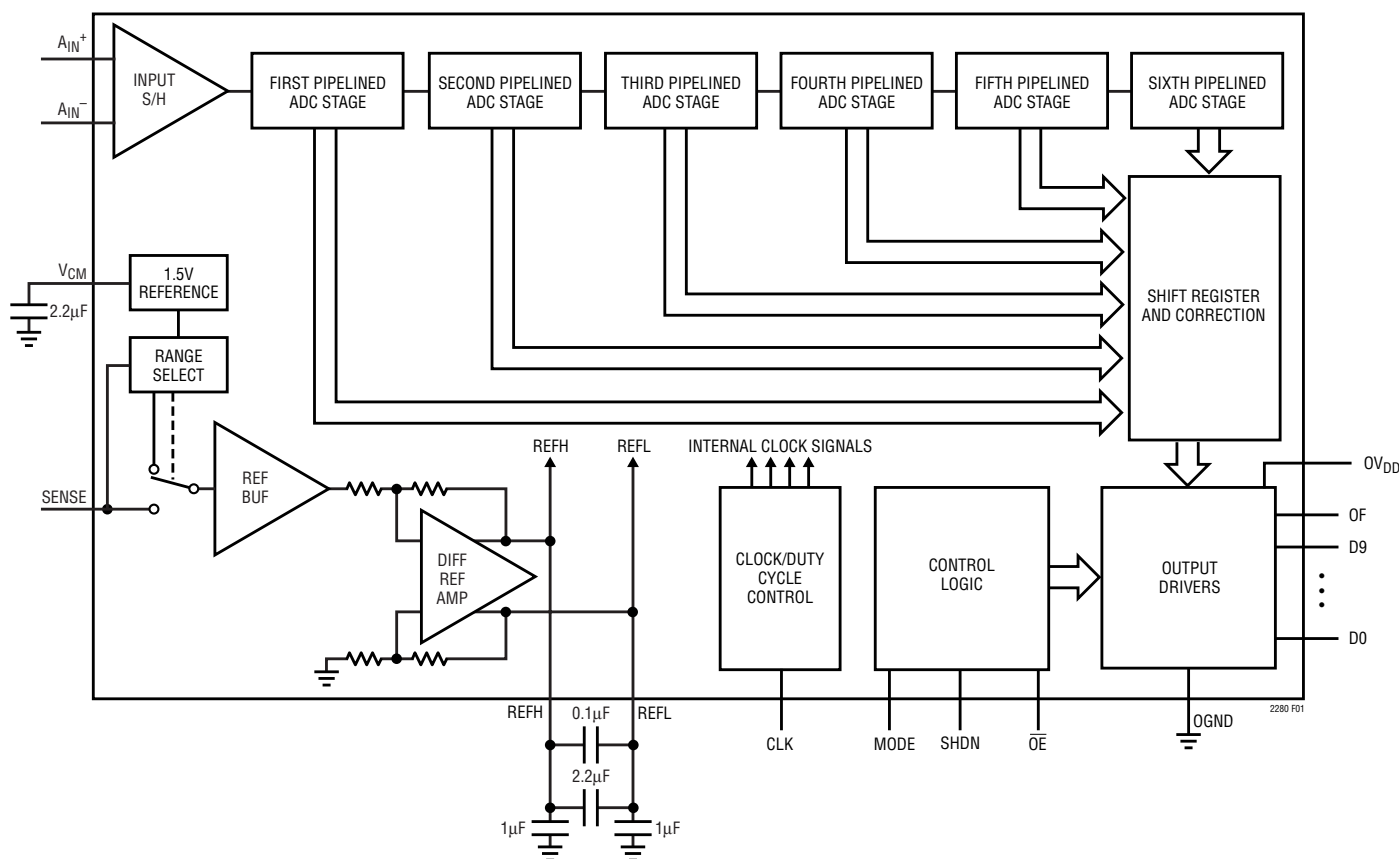 AIN+
AIN−
INPUT
S/H
FIRST PIPELINED
ADC STAGE
SECOND PIPELINED
ADC STAGE
THIRD PIPELINED
ADC STAGE
FOURTH PIPELINED
ADC STAGE
FIFTH PIPELINED
ADC STAGE
SIXTH PIPELINED
ADC STAGE
SHIFT REGISTER
AND CORRECTION
VCM
2.2µF
1.5V
REFERENCE
RANGE
SELECT
SENSE
REF
BUF
DIFF
REF
AMP
REFH
REFL
INTERNAL CLOCK SIGNALS
CLOCK/DUTY
CYCLE
CONTROL
CONTROL
LOGIC
OUTPUT
DRIVERS
OVDD
OF
D9
D0
REFH
0.1µF
REFL
2.2µF
1µF
1µF
CLK
MODE
SHDN
OE
OGND
2280 F01